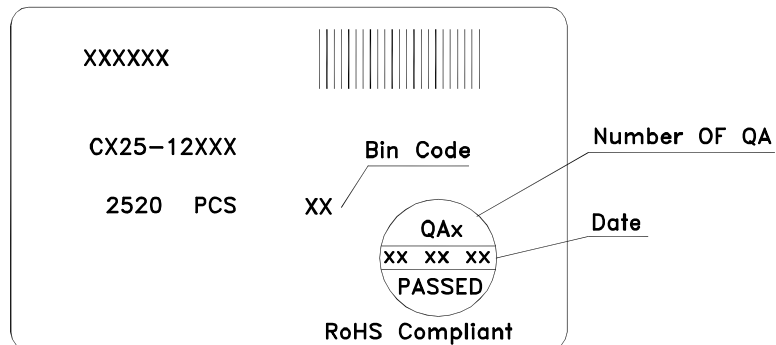 XXXXXX
CX25-12XXX
Bin Code
Number OF QA
2520 PCS XX
QAx
Date
XX XX XX
PASSED
RoHS Compliant